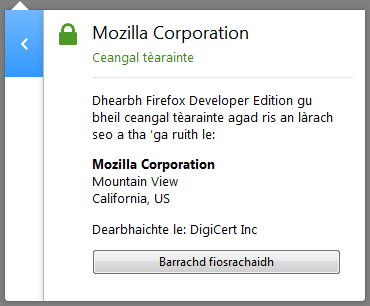 Mozilla Corporation
Ceangal tèarainte
Dhearbh Firefox Developer Edition gu
bheil ceangal tèarainte agad ris an làrach
seo a tha ‘ga ruith le:
Mozilla Corporation
Mountain View
California, US
Dearbhaichte le: DigiCert Inc
Barrachd fiosrachaidh